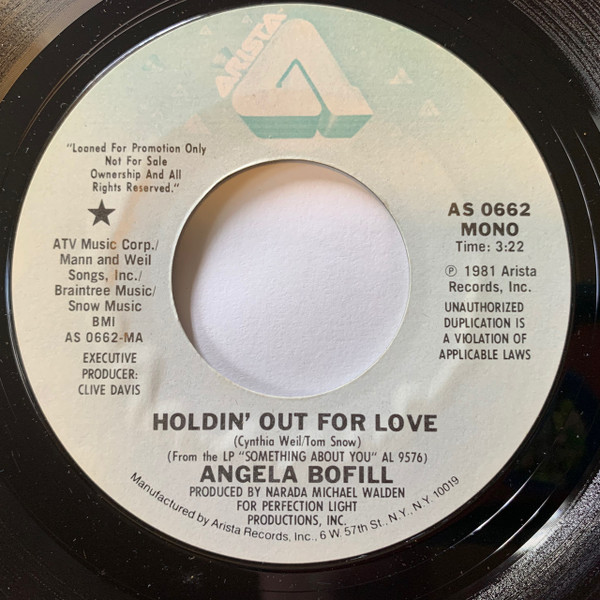 ARISTA
"Loaned For Promotion Only
Not For Sale
Ownership And All
Rights Reserved."
ATV Music Corp./
Mann and Weil
Songs, Inc./
Braintree Music/
Snow Music
BMI
AS 0662-MA
EXECUTIVE
PRODUCER:
CLIVE DAVIS
AS 0662
MONO
Time: 3:22
℗ 1981 Arista
Records, Inc.
UNAUTHORIZED
DUPLICATION IS
A VIOLATION OF
APPLICABLE LAWS
HOLDIN' OUT FOR LOVE
(Cynthia Weil/Tom Snow)
(From the LP "SOMETHING ABOUT YOU" AL 9576)
ANGELA BOFILL
PRODUCED BY NARADA MICHAEL WALDEN
FOR PERFECTION LIGHT
PRODUCTIONS, INC.
Manufactured by Arista Records, Inc., 6 W. 57th St., N.Y., N.Y. 10019